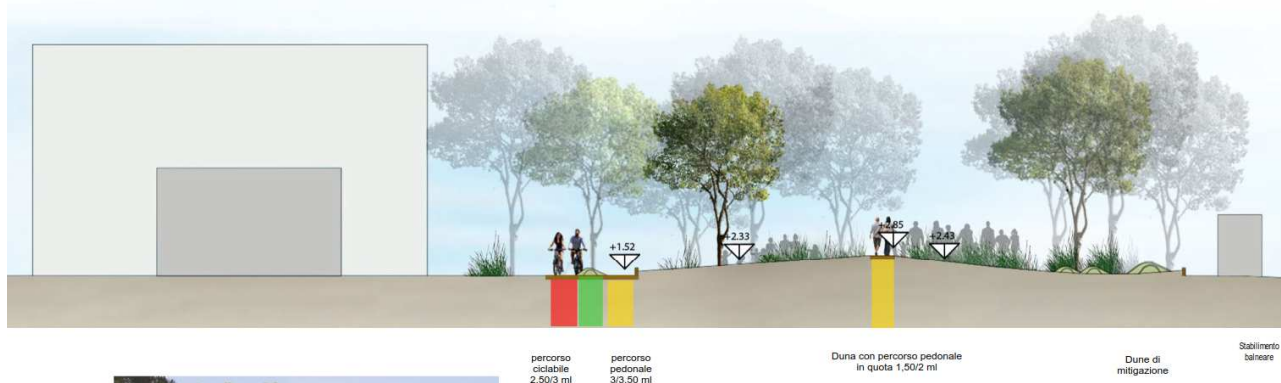 +1.52
+2.33
+2.85
+2.43
percorso
ciclabile
2.50/3 ml
percorso
pedonale
3/3.50 ml
Duna con percorso pedonale
in quota 1,50/2 ml
Dune di
mitigazione
Stabilimento
balneare